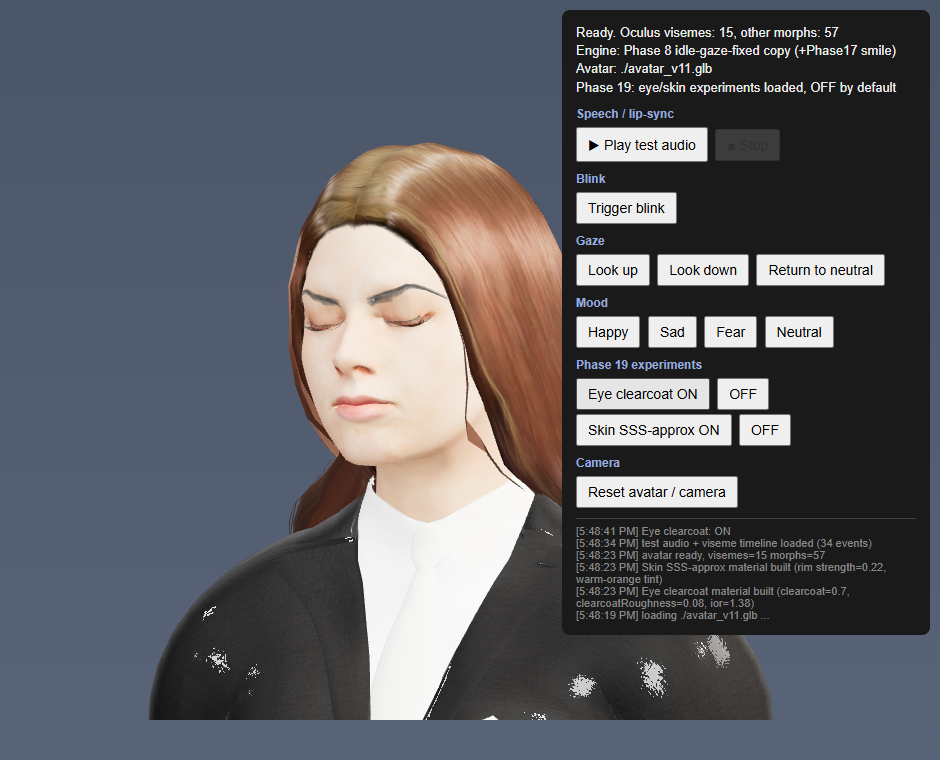 Ready. Oculus visemes: 15, other morphs: 57
Engine: Phase 8 idle-gaze-fixed copy (+Phase17 smile)
Avatar: ./avatar_v11.glb
Phase 19: eye/skin experiments loaded, OFF by default
Speech / lip-sync
▶ Play test audio ■ Stop
Blink
Trigger blink
Gaze
Look up Look down Return to neutral
Mood
Happy Sad Fear Neutral
Phase 19 experiments
Eye clearcoat ON OFF
Skin SSS-approx ON OFF
Camera
Reset avatar / camera
[5:48:41 PM] Eye clearcoat: ON
[5:48:34 PM] test audio + viseme timeline loaded (34 events)
[5:48:23 PM] avatar ready, visemes=15 morphs=57
[5:48:23 PM] Skin SSS-approx material built (rim strength=0.22,
warm-orange tint)
[5:48:23 PM] Eye clearcoat material built (clearcoat=0.7,
clearcoatRoughness=0.08, ior=1.38)
[5:48:19 PM] loading ./avatar_v11.glb ...